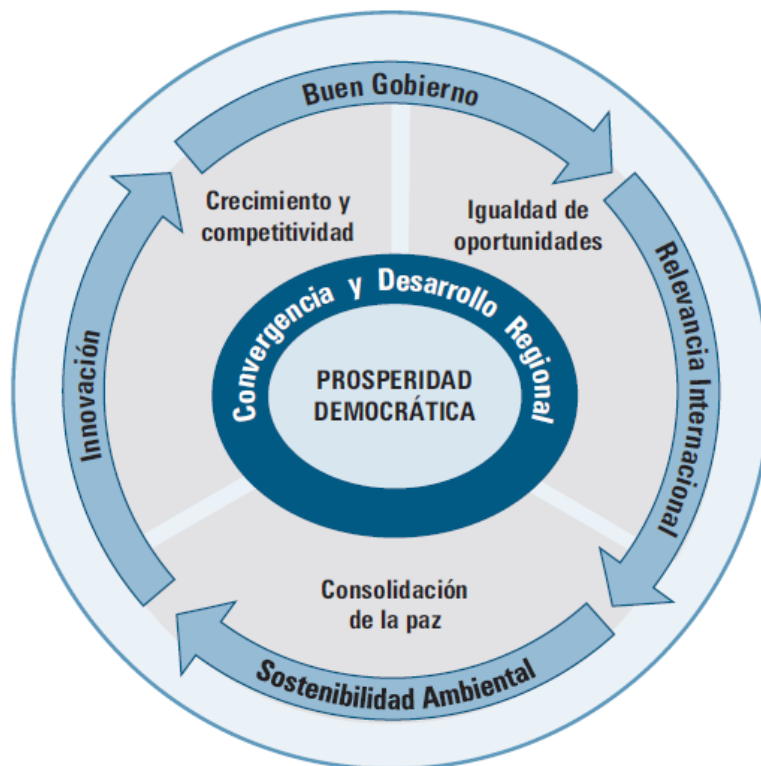 Buen Gobierno
Crecimiento y
competitividad
Igualdad de
oportunidades
Relevancia Internacional
Innovación
Convergencia y Desarrollo Regional
PROSPERIDAD
DEMOCRÁTICA
Consolidación
de la paz
Sostenibilidad Ambiental